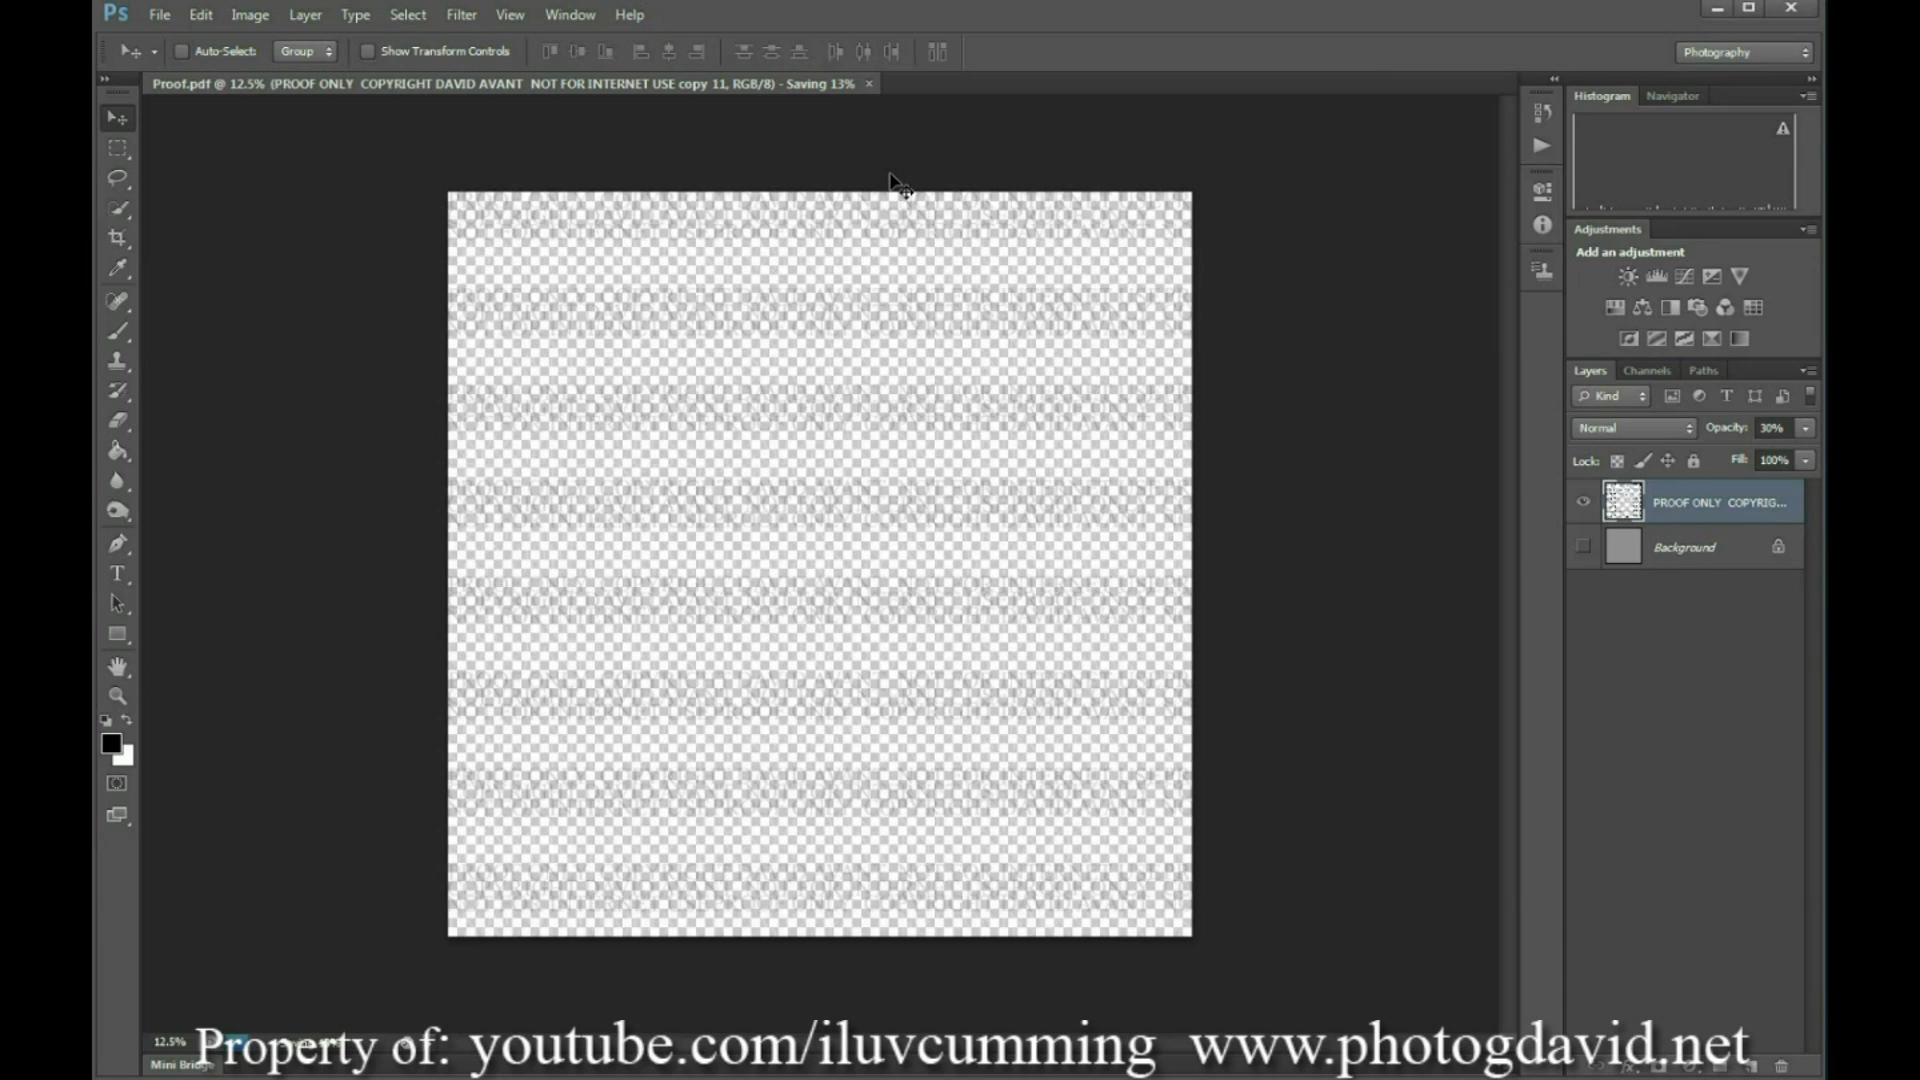 Ps File Edit Image Layer Type Select Filter View Window Help
Auto-Select: Group Show Transform Controls Photography
Proof.pdf @ 12.5% (PROOF ONLY COPYRIGHT DAVID AVANT NOT FOR INTERNET USE copy 11, RGB/8) - Saving 13% ×
Histogram Navigator
Adjustments
Add an adjustment
Layers Channels Paths
Kind
Normal Opacity: 30%
Lock: Fill: 100%
PROOF ONLY COPYRIG...
Background
12.5%
Mini Bridge
Property of: youtube.com/iluvcumming www.photogdavid.net